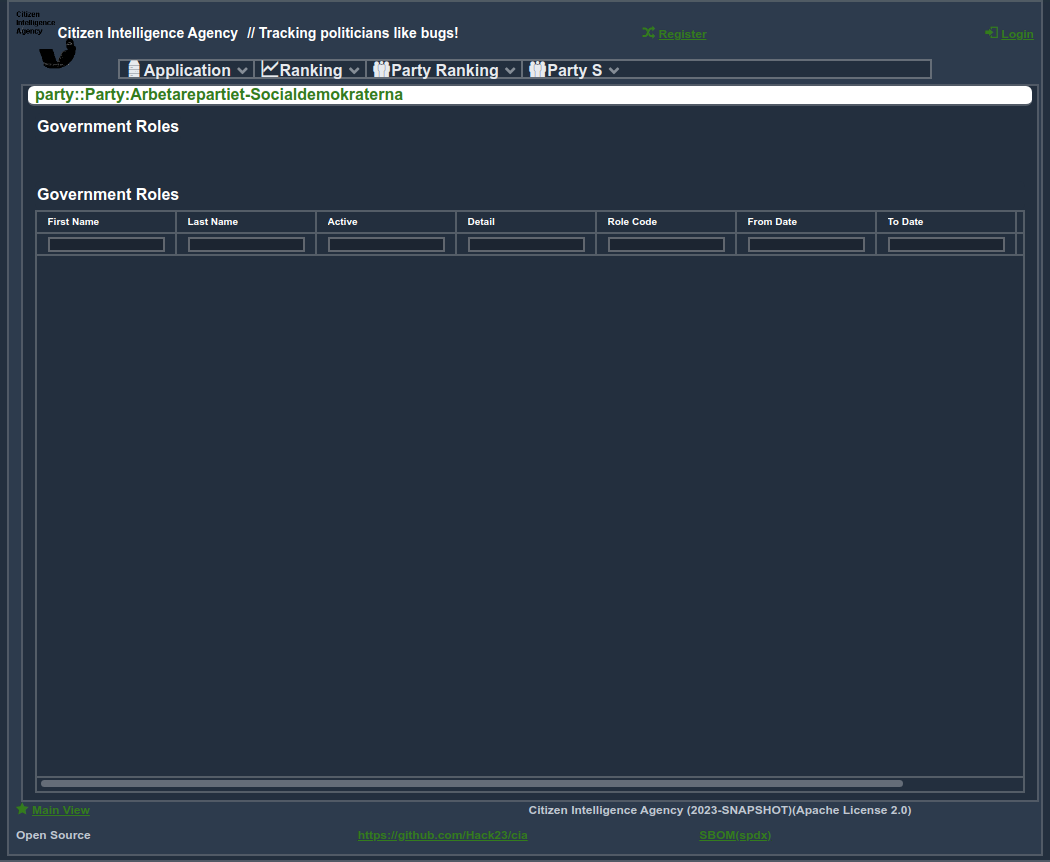 Citizen
Intelligence
Agency
Citizen Intelligence Agency // Tracking politicians like bugs!
Register
Login
Application
Ranking
Party Ranking
Party S
party::Party:Arbetarepartiet-Socialdemokraterna
Government Roles
Government Roles
First Name Last Name Active Detail Role Code From Date To Date
Main View
Citizen Intelligence Agency (2023-SNAPSHOT)(Apache License 2.0)
Open Source
https://github.com/Hack23/cia
SBOM(spdx)